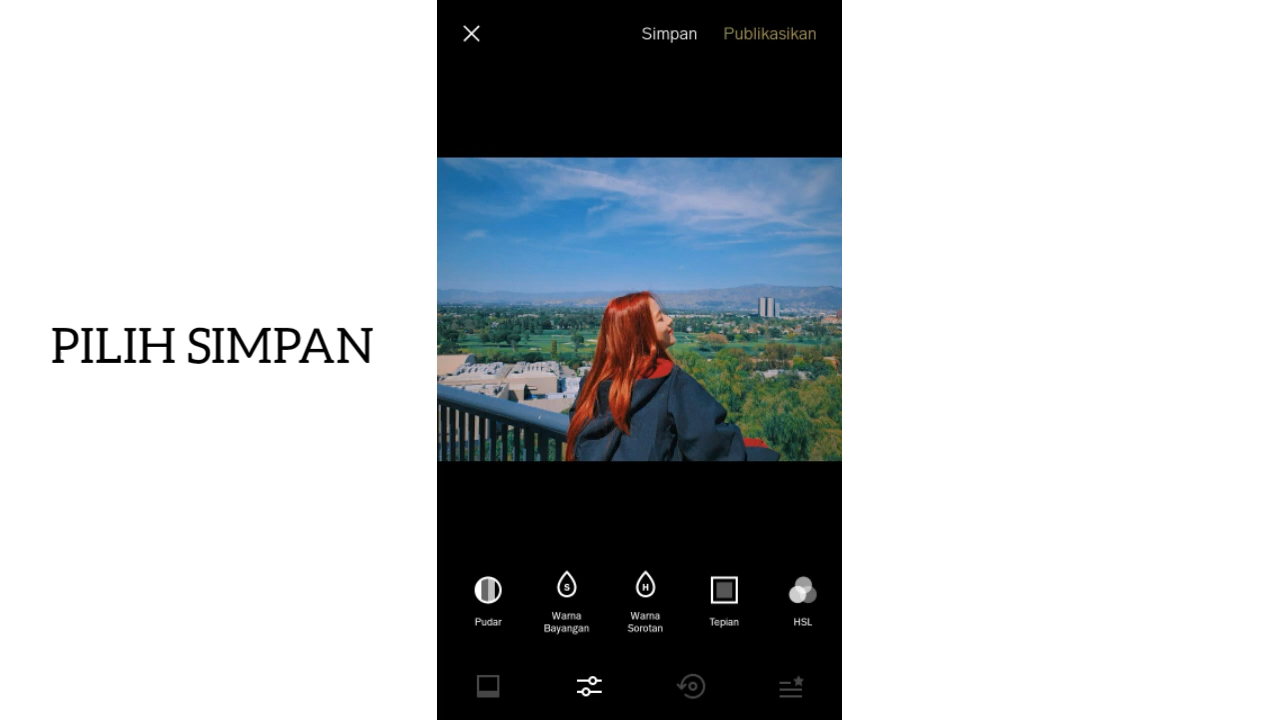 Simpan Publikasikan
PILIH SIMPAN
S
H
Pudar
Warna
Bayangan
Warna
Sorotan
Tepian
HSL